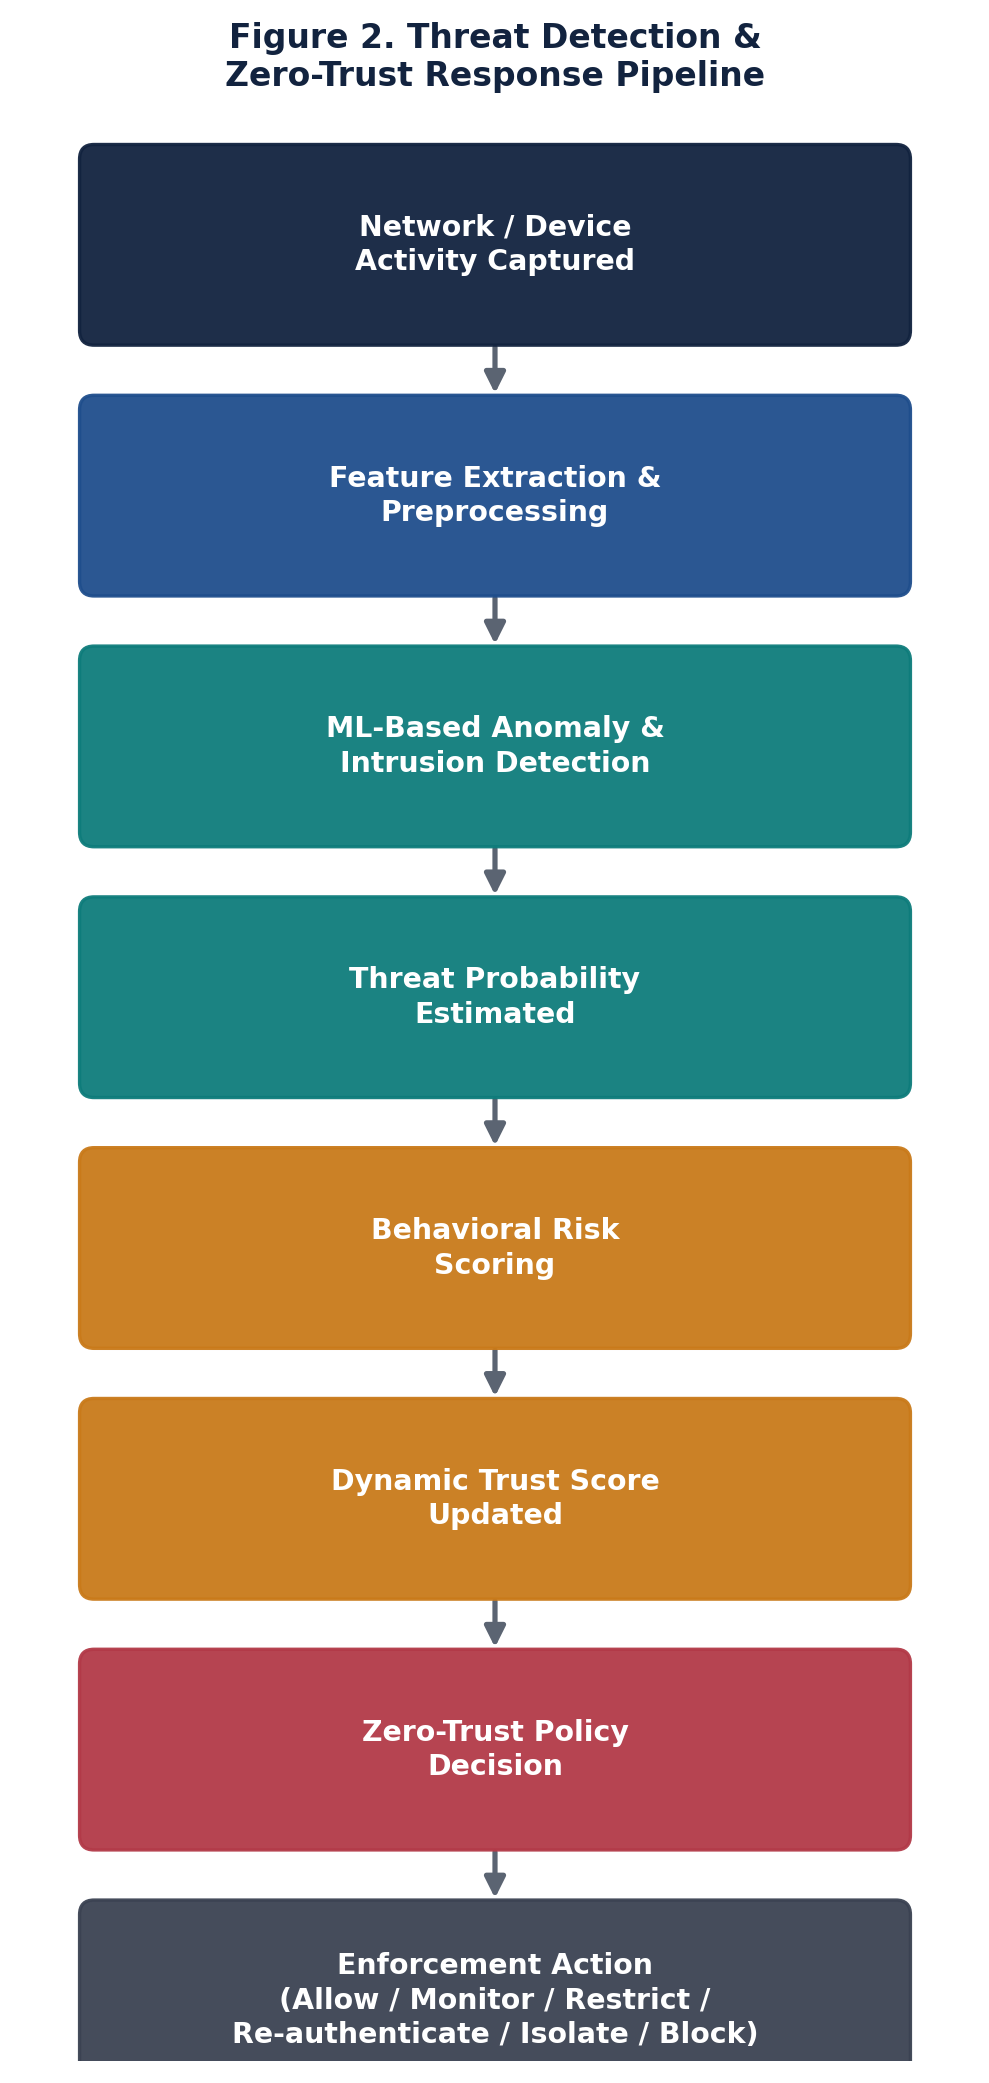 Figure 2. Threat Detection &
Zero-Trust Response Pipeline
Network / Device
Activity Captured
Feature Extraction &
Preprocessing
ML-Based Anomaly &
Intrusion Detection
Threat Probability
Estimated
Behavioral Risk
Scoring
Dynamic Trust Score
Updated
Zero-Trust Policy
Decision
Enforcement Action
(Allow / Monitor / Restrict /
Re-authenticate / Isolate / Block)